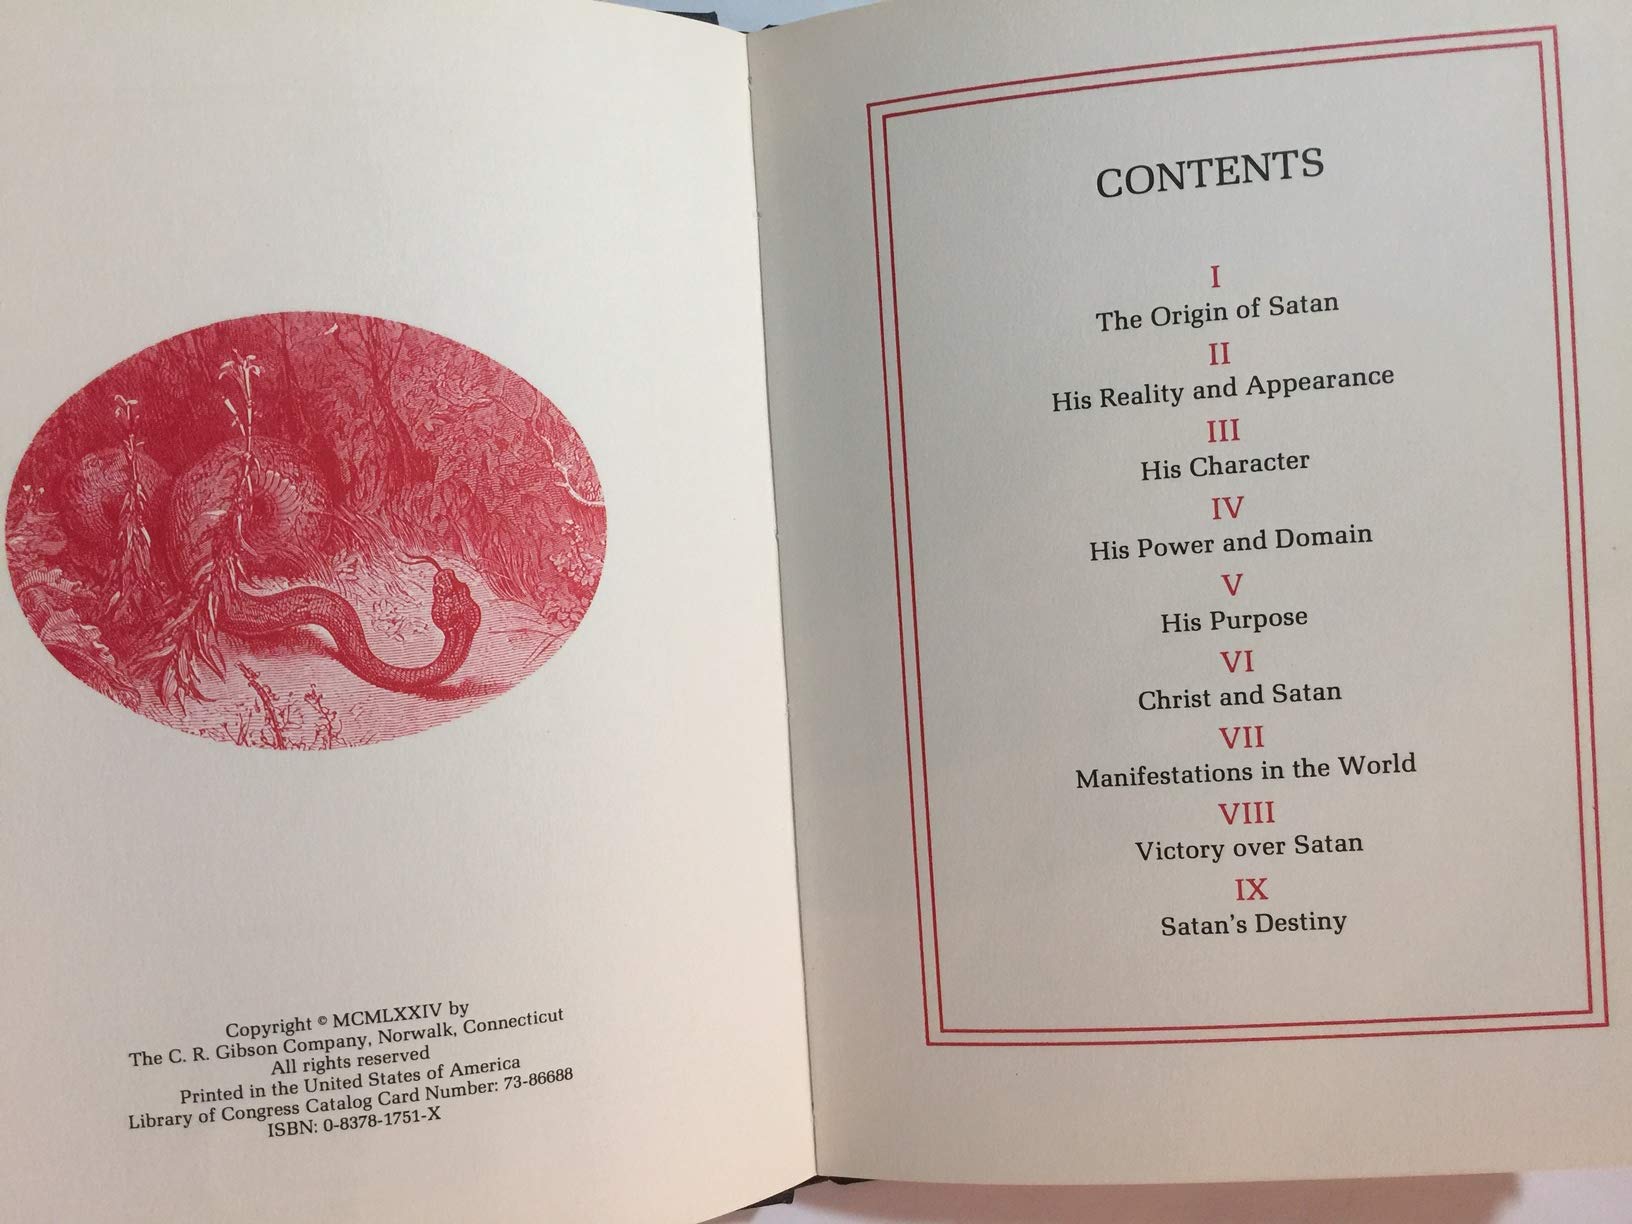 Copyright © MCMLXXIV by
The C. R. Gibson Company, Norwalk, Connecticut
All rights reserved
Printed in the United States of America
Library of Congress Catalog Card Number: 73-86688
ISBN: 0-8378-1751-X
CONTENTS
I
The Origin of Satan
II
His Reality and Appearance
III
His Character
IV
His Power and Domain
V
His Purpose
VI
Christ and Satan
VII
Manifestations in the World
VIII
Victory over Satan
IX
Satan's Destiny